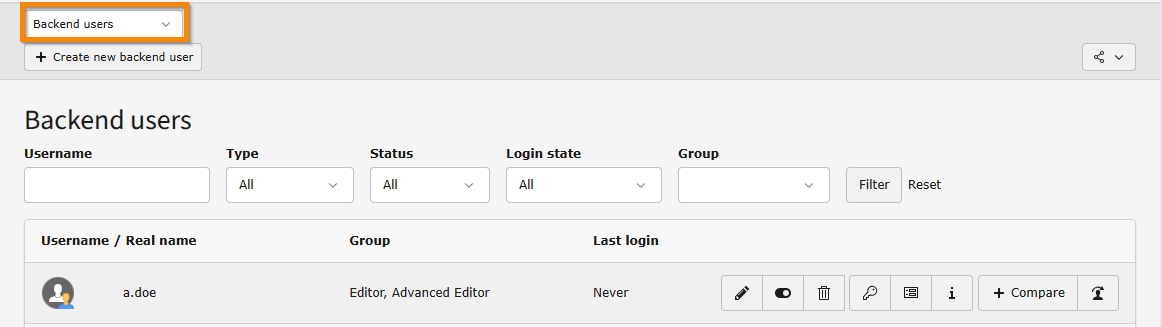 Backend users
+ Create new backend user
Backend users
Username Type Status Login state Group
All All All Filter Reset
Username / Real name Group Last login
a.doe Editor, Advanced Editor Never + Compare